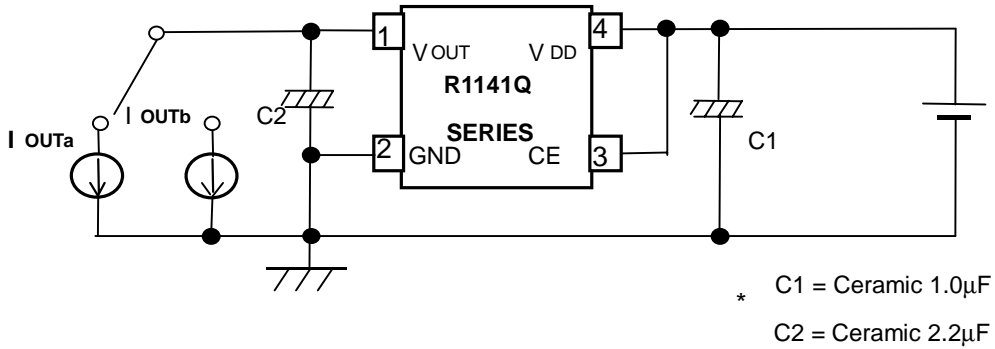 1
4
V OUT
V DD
R1141Q
C2
I OUTa
I OUTb
SERIES
C1
2
GND
CE
3
* C1 = Ceramic 1.0μF
C2 = Ceramic 2.2μF